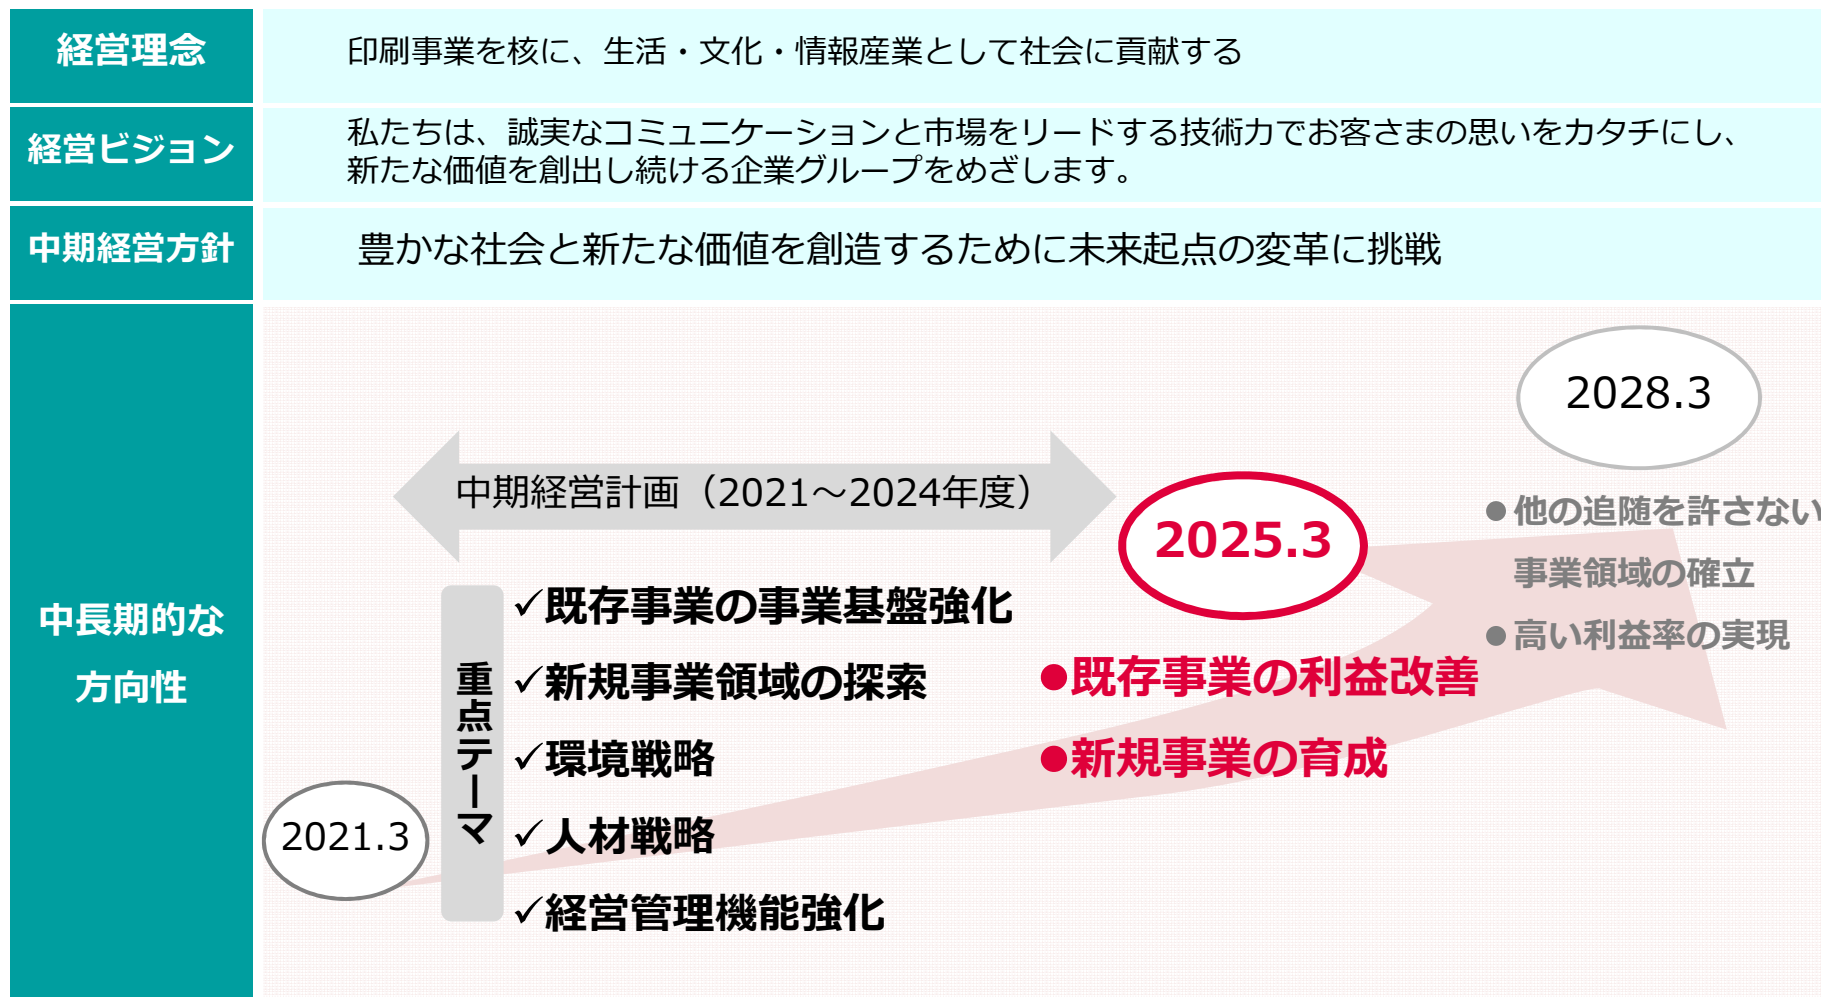 経営理念
印刷事業を核に、生活・文化・情報産業として社会に貢献する
経営ビジョン
私たちは、誠実なコミュニケーションと市場をリードする技術力でお客さまの思いをカタチにし、
新たな価値を創出し続ける企業グループをめざします。
中期経営方針
豊かな社会と新たな価値を創造するために未来起点の変革に挑戦
中長期的な
方向性
2021.3
中期経営計画（2021～2024年度）
重点テーマ
✓既存事業の事業基盤強化
✓新規事業領域の探索
✓環境戦略
✓人材戦略
✓経営管理機能強化
2025.3
●既存事業の利益改善
●新規事業の育成
2028.3
●他の追随を許さない
事業領域の確立
●高い利益率の実現